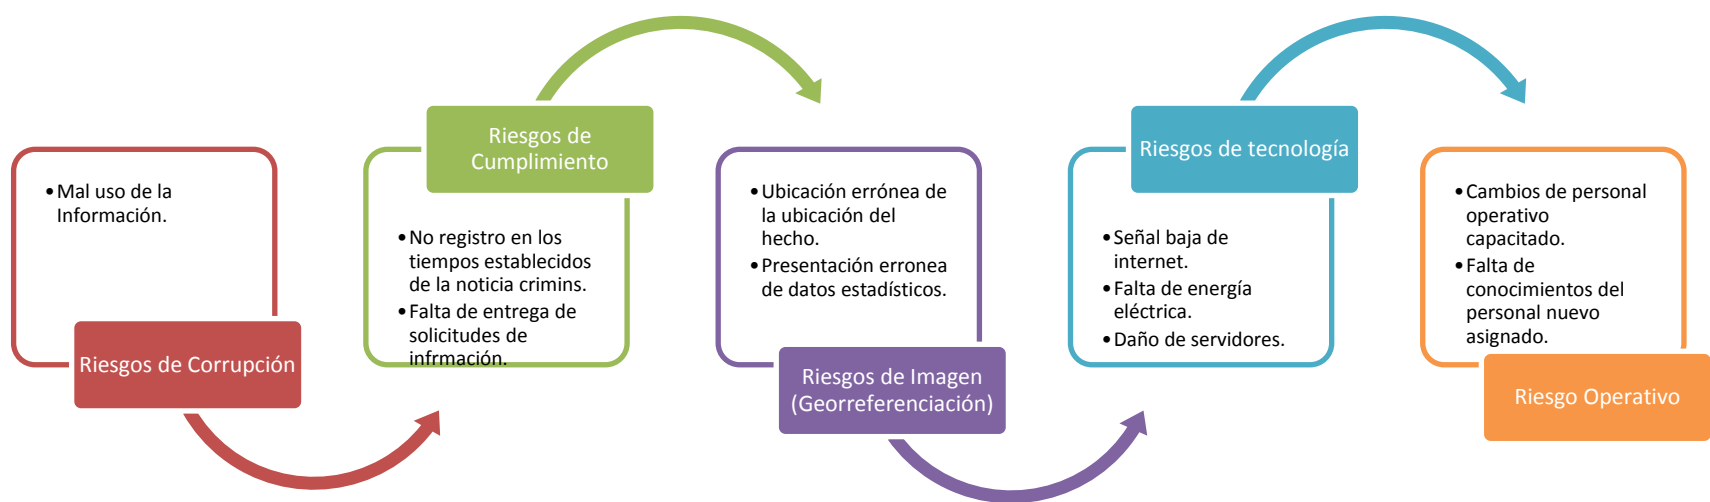 •Mal uso de la
Información.
Riesgos de Corrupción
Riesgos de
Cumplimiento
•No registro en los
tiempos establecidos
de la noticia crimins.
•Falta de entrega de
solicitudes de
infrmación.
•Ubicación errónea de
la ubicación del
hecho.
•Presentación erronea
de datos estadísticos.
Riesgos de Imagen
(Georreferenciación)
Riesgos de tecnología
•Señal baja de
internet.
•Falta de energía
eléctrica.
•Daño de servidores.
•Cambios de personal
operativo
capacitado.
•Falta de
conocimientos del
personal nuevo
asignado.
Riesgo Operativo